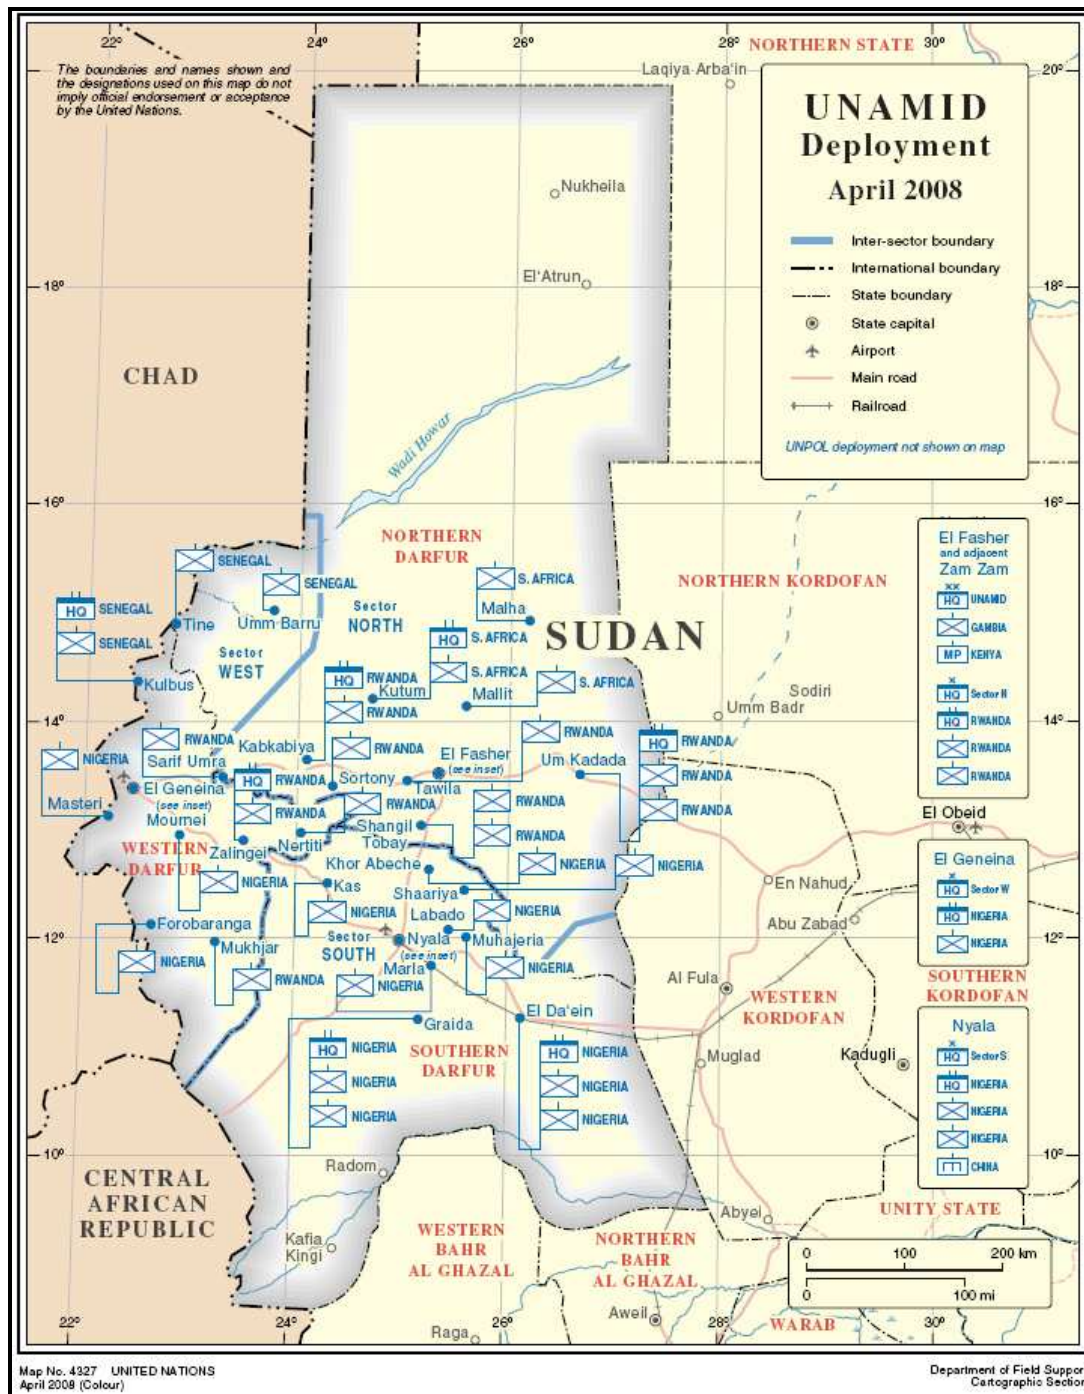 22°
24°
26°
30°
NORTHERN STATE
20°
Laqiya Arba'in
The boundaries and names shown and
the designations used on this map do not
imply official endorsement or acceptance
by the United Nations.
UNAMID
Deployment
April 2008
Inter-sector boundary
International boundary
State boundary
State capital
Airport
Main road
Railroad
UNPOL deployment not shown on map
Nukheila
El'Atrun
18°
18°
CHAD
Wadi Howar
16°
16°
NORTHERN
DARFUR
NORTHERN KORDOFAN
SENEGAL
SENEGAL
S. AFRICA
HQ SENEGAL
SENEGAL
Tine
Umm Barru
Sector
NORTH
Malha
SUDAN
Sector
WEST
HQ S. AFRICA
S. AFRICA
S. AFRICA
Kulbus
HQ RWANDA
RWANDA
Kutum
Mallit
Sodiri
Umm Badr
14°
14°
RWANDA
NIGERIA
Kabkabiya
RWANDA
RWANDA
HQ RWANDA
RWANDA
RWANDA
Sarif Umra
El Fasher
(see inset)
Um Kadada
Sortony
Tawila
El Geneina
(see inset)
HQ RWANDA
RWANDA
Masteri
Mournei
RWANDA
RWANDA
RWANDA
WESTERN
DARFUR
Zalingei
Nertiti
Shangil
Tobay
Khor Abeche
NIGERIA
NIGERIA
NIGERIA
Kas
Shaariya
NIGERIA
Labado
NIGERIA
Forobaranga
Mukhjar
Sector
SOUTH
Nyala
(see inset)
Muhajeria
12°
12°
NIGERIA
RWANDA
NIGERIA
Marla
NIGERIA
Graida
El Da'ein
HQ NIGERIA
NIGERIA
NIGERIA
SOUTHERN
DARFUR
HQ NIGERIA
NIGERIA
NIGERIA
El Obeid
En Nahud
Abu Zabad
Al Fula
WESTERN
KORDOFAN
SOUTHERN
KORDOFAN
Muglad
Kadugli
El Fasher
and adjacent
Zam Zam
HQ UNAMID
GAMBIA
MP KENYA
HQ Sector N
HQ RWANDA
RWANDA
RWANDA
El Geneina
HQ Sector W
HQ NIGERIA
NIGERIA
Nyala
HQ Sector S
HQ NIGERIA
NIGERIA
NIGERIA
CHINA
10°
10°
Radom
CENTRAL
AFRICAN
REPUBLIC
Kafia
Kingi
WESTERN
BAHR
AL GHAZAL
NORTHERN
BAHR
AL GHAZAL
Abyei
UNITY STATE
0 100 200 km
0 100 mi
Aweil
Raga
WARAB
22°
24°
26°
28°
30°
Map No. 4327 UNITED NATIONS
April 2008 (Colour)
Department of Field Suppor
Cartographic Section